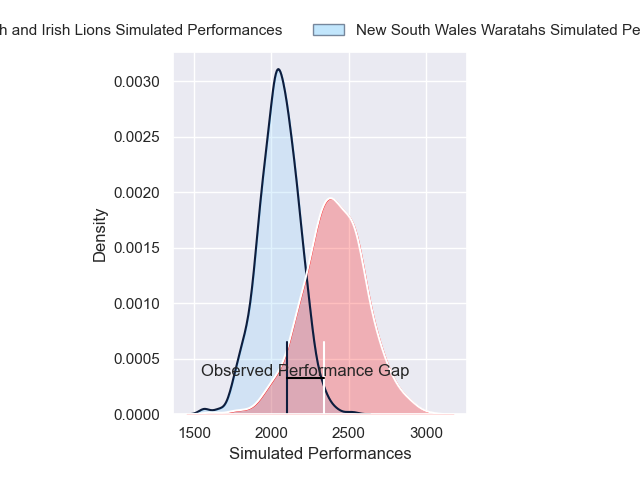 and Irish Lions Simulated Performances
New South Wales Waratahs Simulated
Density
0.0030
0.0025
0.0020
0.0015
0.0010
0.0005
0.0000
Observed Performance Gap
1500 2000 2500 3000
Simulated Performances